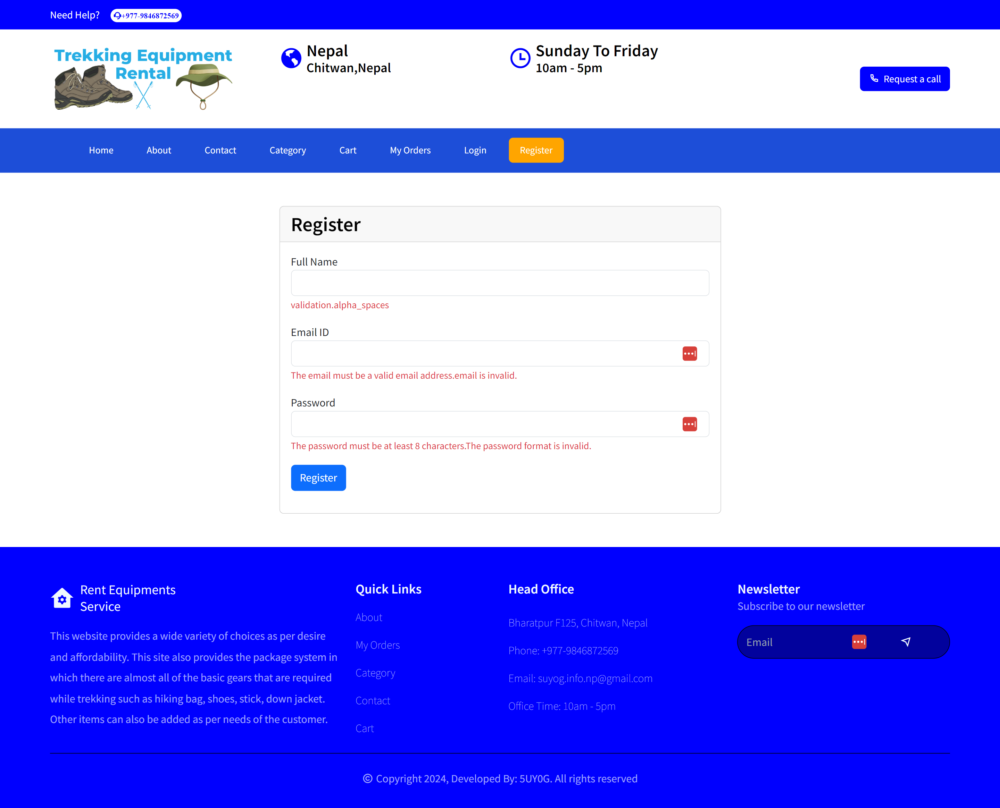 Need Help? +977-9846872569
Trekking Equipment
Rental
Nepal
Chitwan,Nepal
Sunday To Friday
10am - 5pm
Request a call
Home About Contact Category Cart My Orders Login Register
Register
Full Name
validation.alpha_spaces
Email ID
The email must be a valid email address.email is invalid.
Password
The password must be at least 8 characters.The password format is invalid.
Register
Rent Equipments
Service
This website provides a wide variety of choices as per desire
and affordability. This site also provides the package system in
which there are almost all of the basic gears that are required
while trekking such as hiking bag, shoes, stick, down jacket.
Other items can also be added as per needs of the customer.
Quick Links
About
My Orders
Category
Contact
Cart
Head Office
Bharatpur F125, Chitwan, Nepal
Phone: +977-9846872569
Email: suyog.info.np@gmail.com
Office Time: 10am - 5pm
Newsletter
Subscribe to our newsletter
Email
© Copyright 2024, Developed By: 5UY0G. All rights reserved